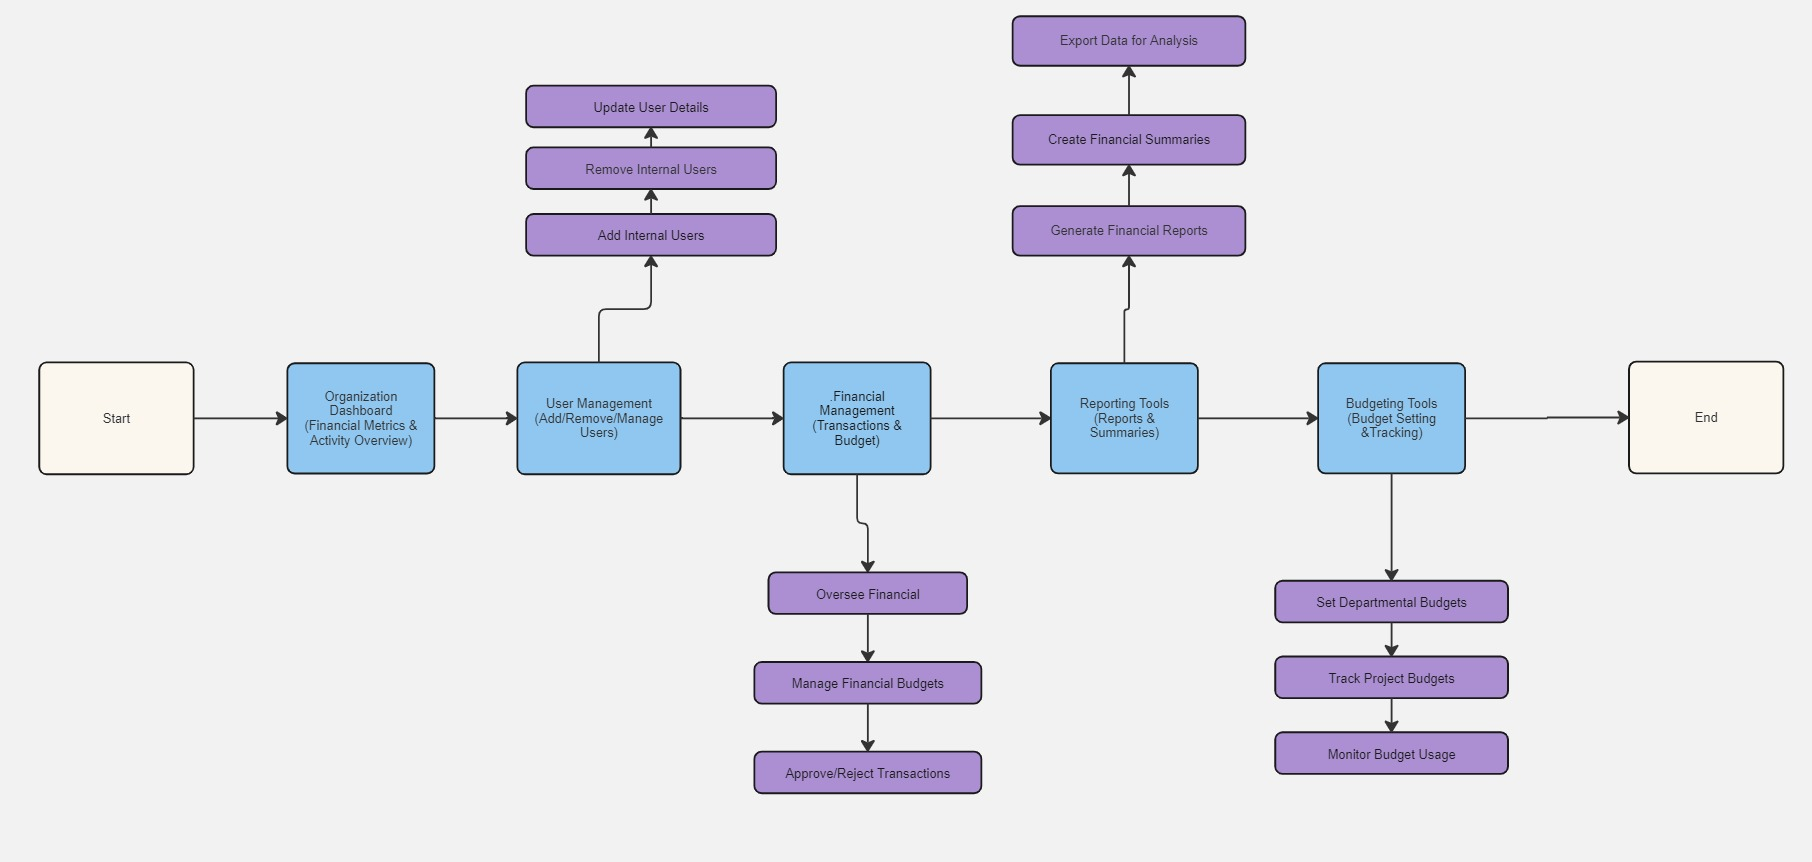 Export Data for Analysis
Update User Details
Create Financial Summaries
Remove Internal Users
Generate Financial Reports
Add Internal Users
Start
Organization
Dashboard
(Financial Metrics &
Activity Overview)
User Management
(Add/Remove/Manage
Users)
.Financial
Management
(Transactions &
Budget)
Reporting Tools
(Reports &
Summaries)
Budgeting Tools
(Budget Setting
&Tracking)
End
Oversee Financial
Manage Financial Budgets
Approve/Reject Transactions
Set Departmental Budgets
Track Project Budgets
Monitor Budget Usage